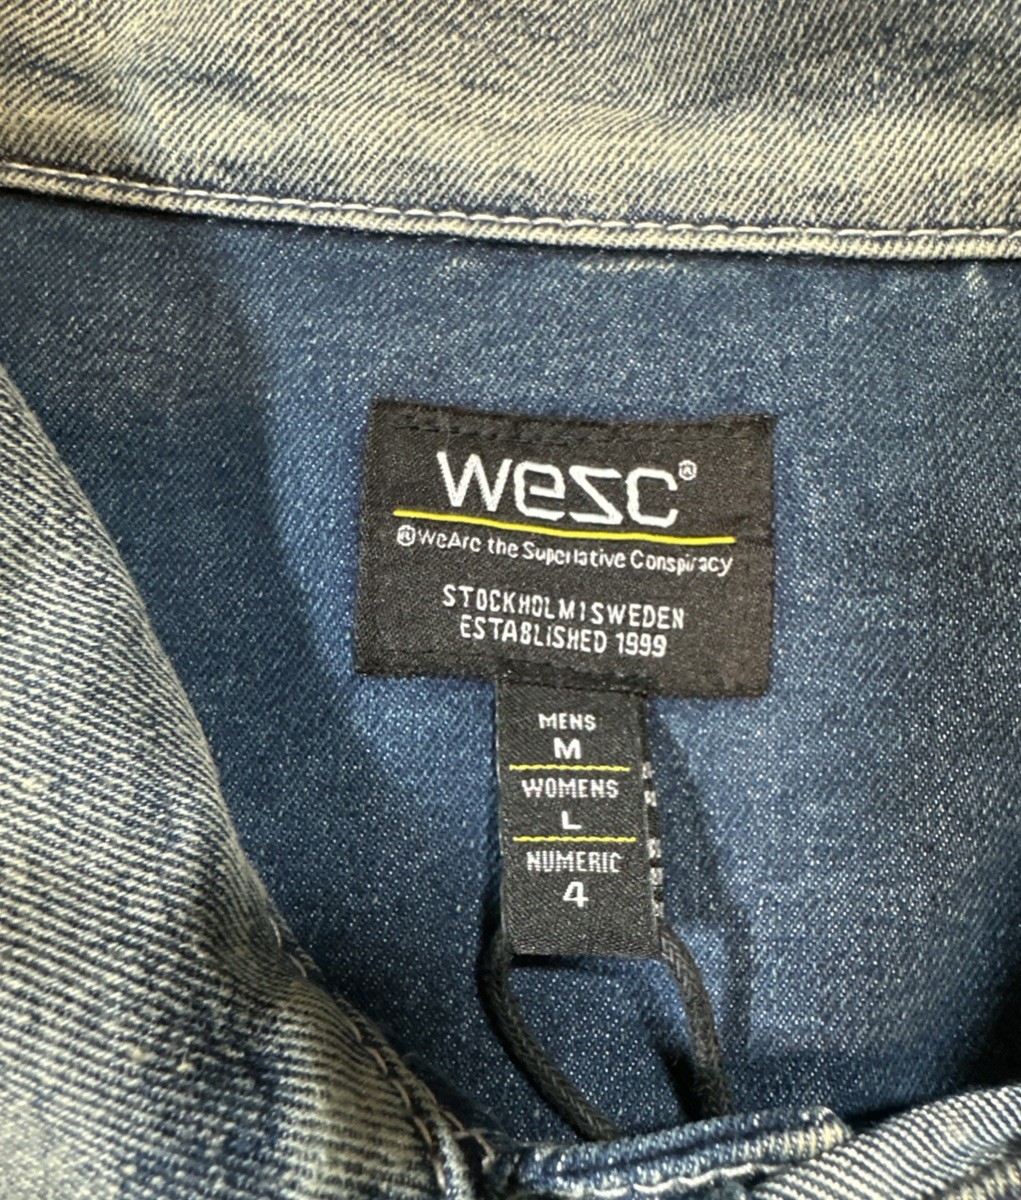 wesc®
WeAre the Superlative Conspiracy
STOCKHOLM | SWEDEN
ESTABLISHED 1999
MENS
M
WOMENS
L
NUMERIC
4